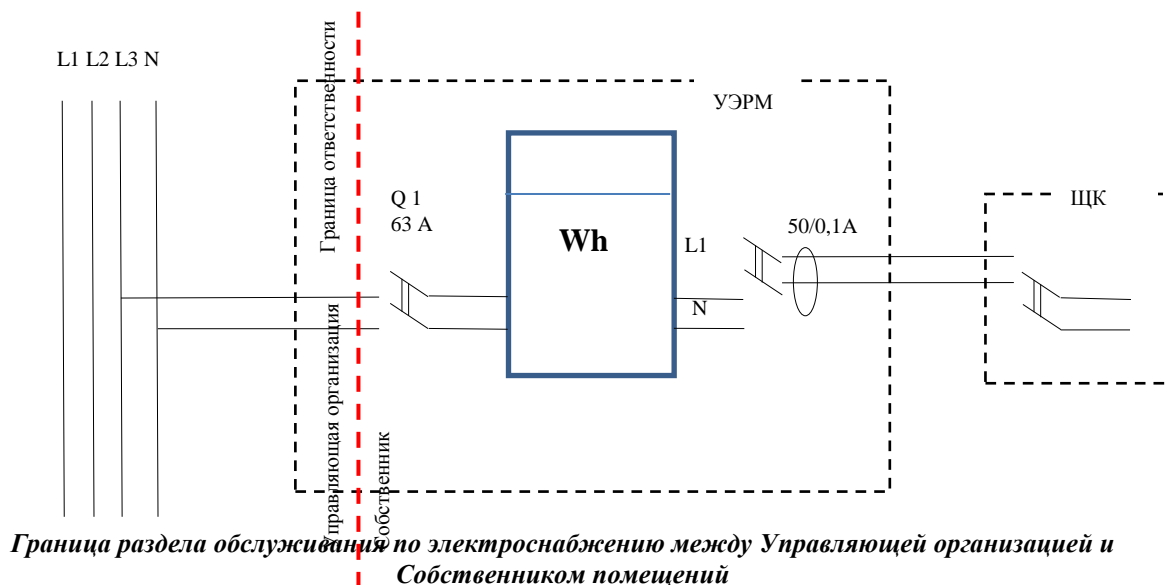 L1 L2 L3 N
Граница ответственности
УЭРМ
Q 1
63 А
Wh
L1
N
50/0,1А
ЩК
Управляющая организация
Собственник
Граница раздела обслуживания по электроснабжению между Управляющей организацией и
Собственником помещений